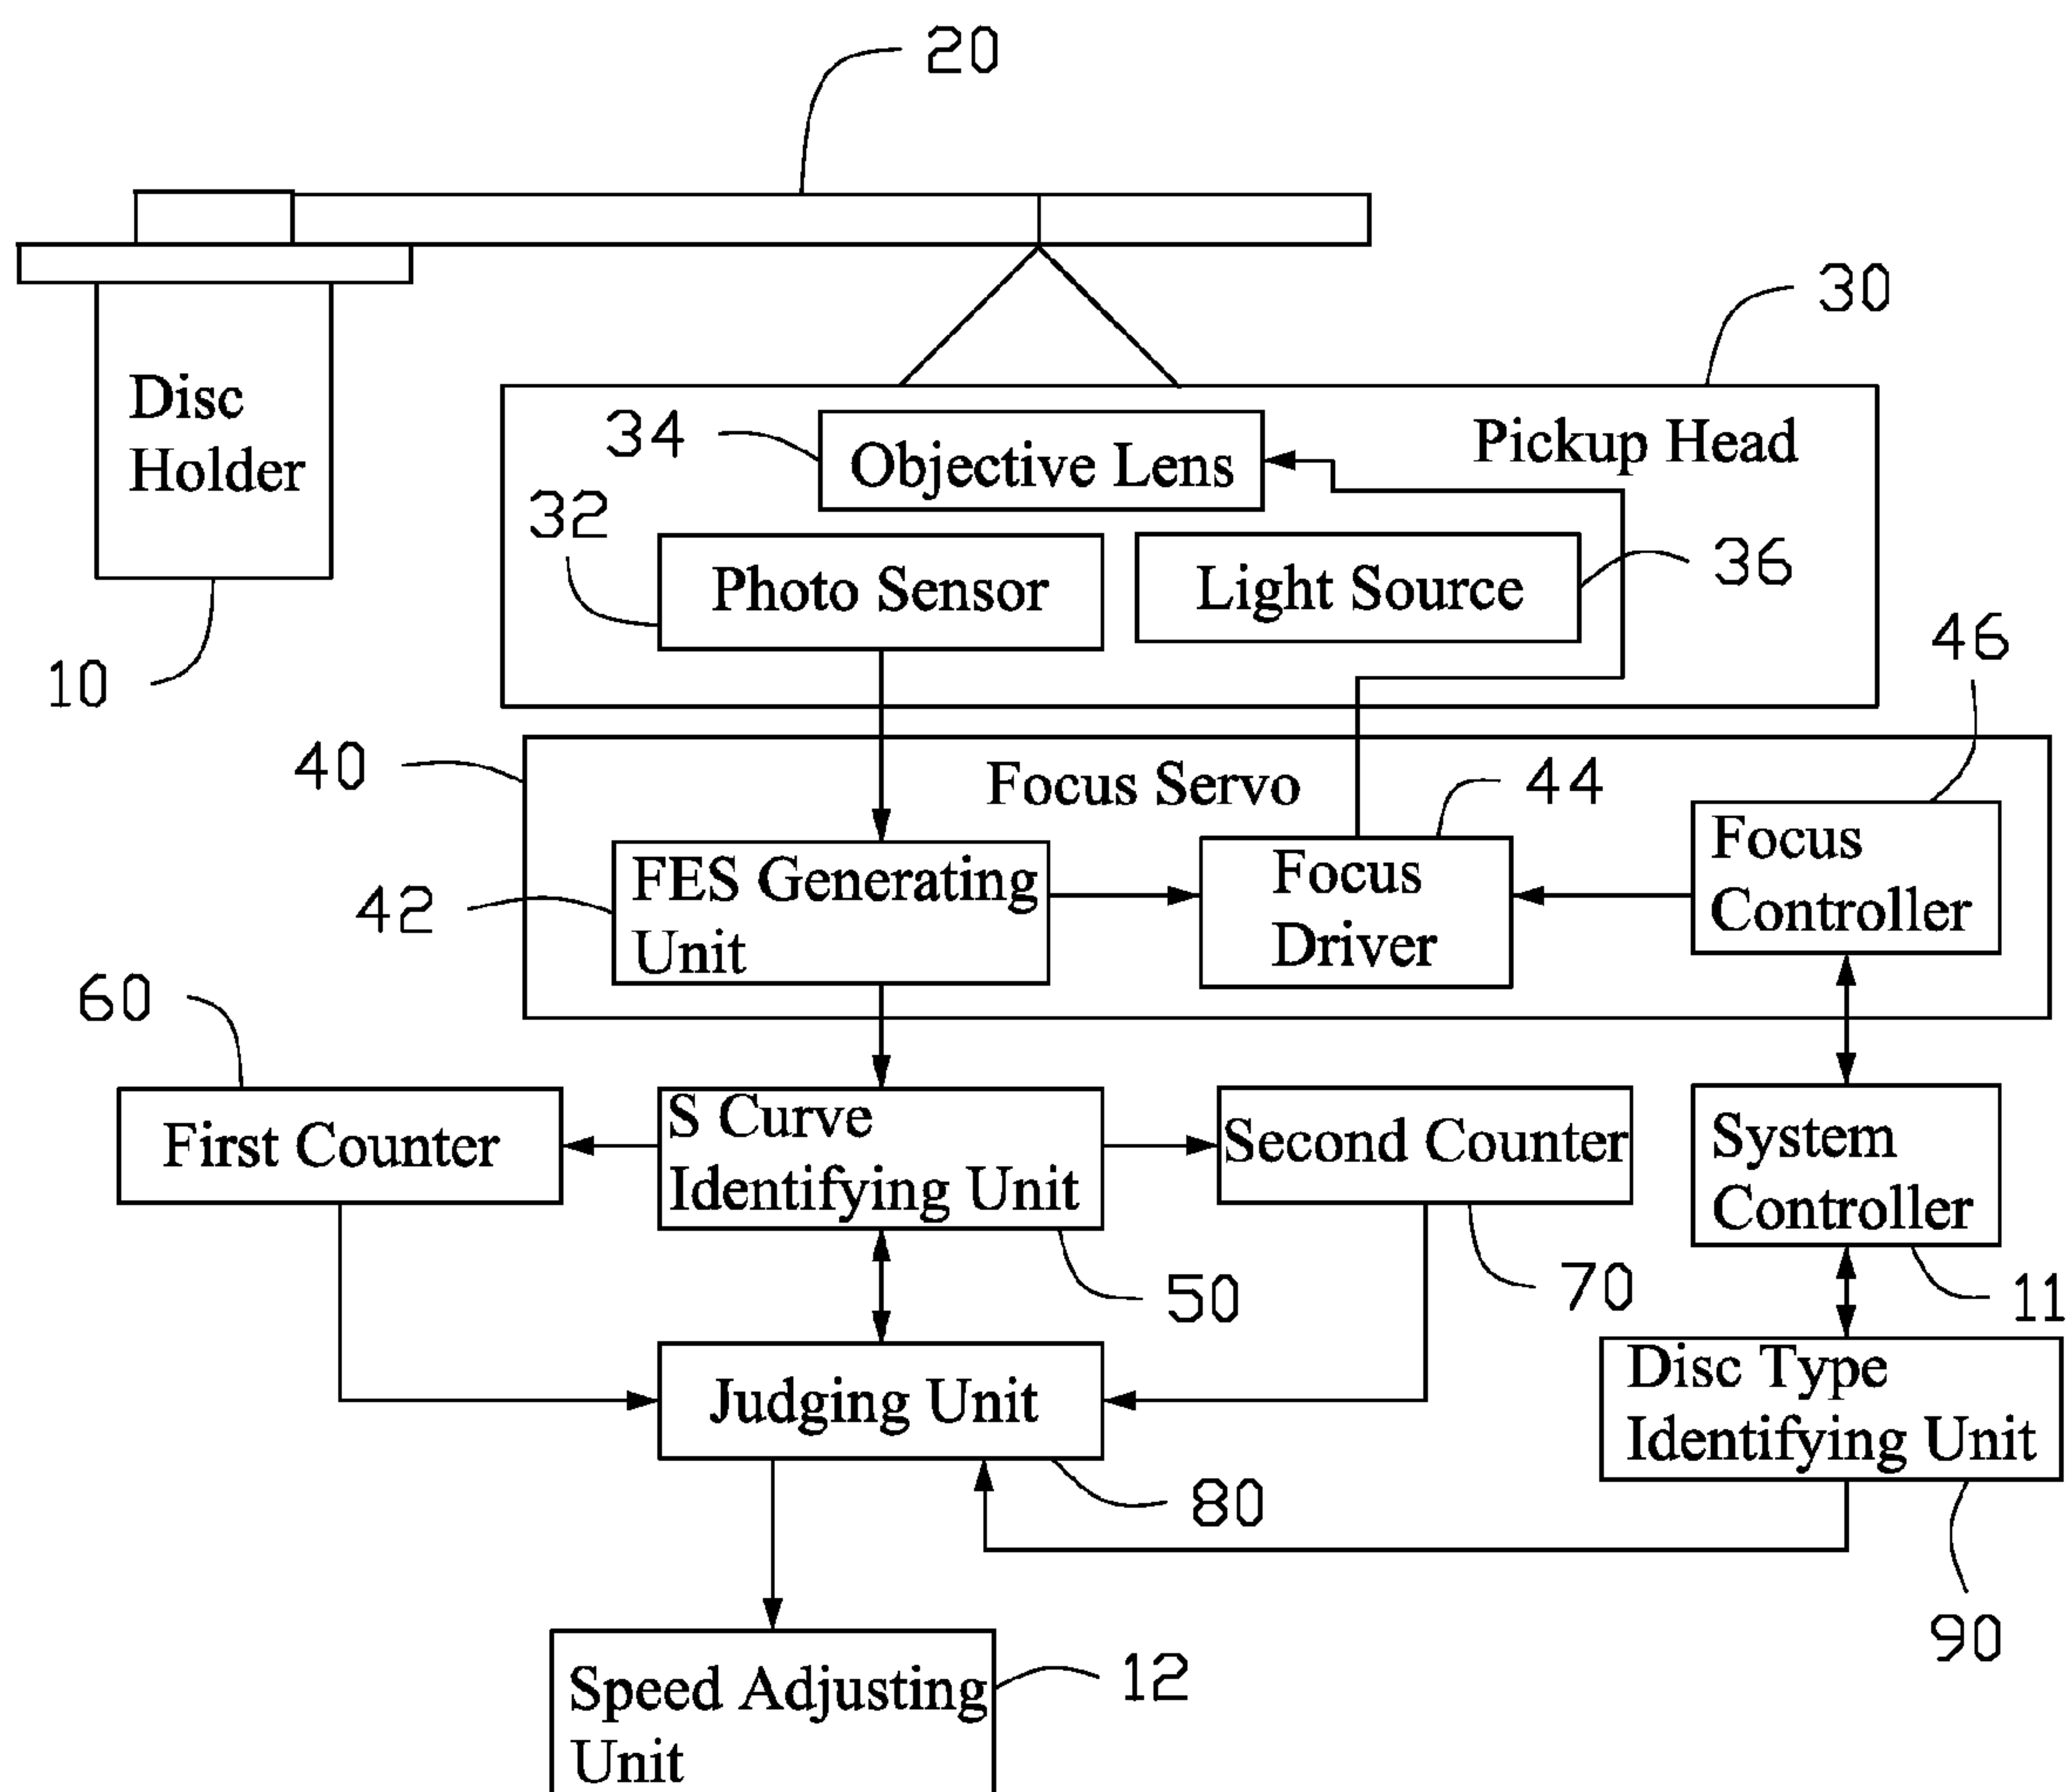 20
30
Disc
Holder
34
Objective Lens
Pickup Head
32
Photo Sensor
Light Source
36
46
10
40
Focus Servo
44
FES Generating
Unit
42
Focus
Driver
Focus
Controller
60
First Counter
S Curve
Identifying Unit
Second Counter
System
Controller
50
70
11
Judging Unit
Disc Type
Identifying Unit
80
90
Speed Adjusting
Unit
12